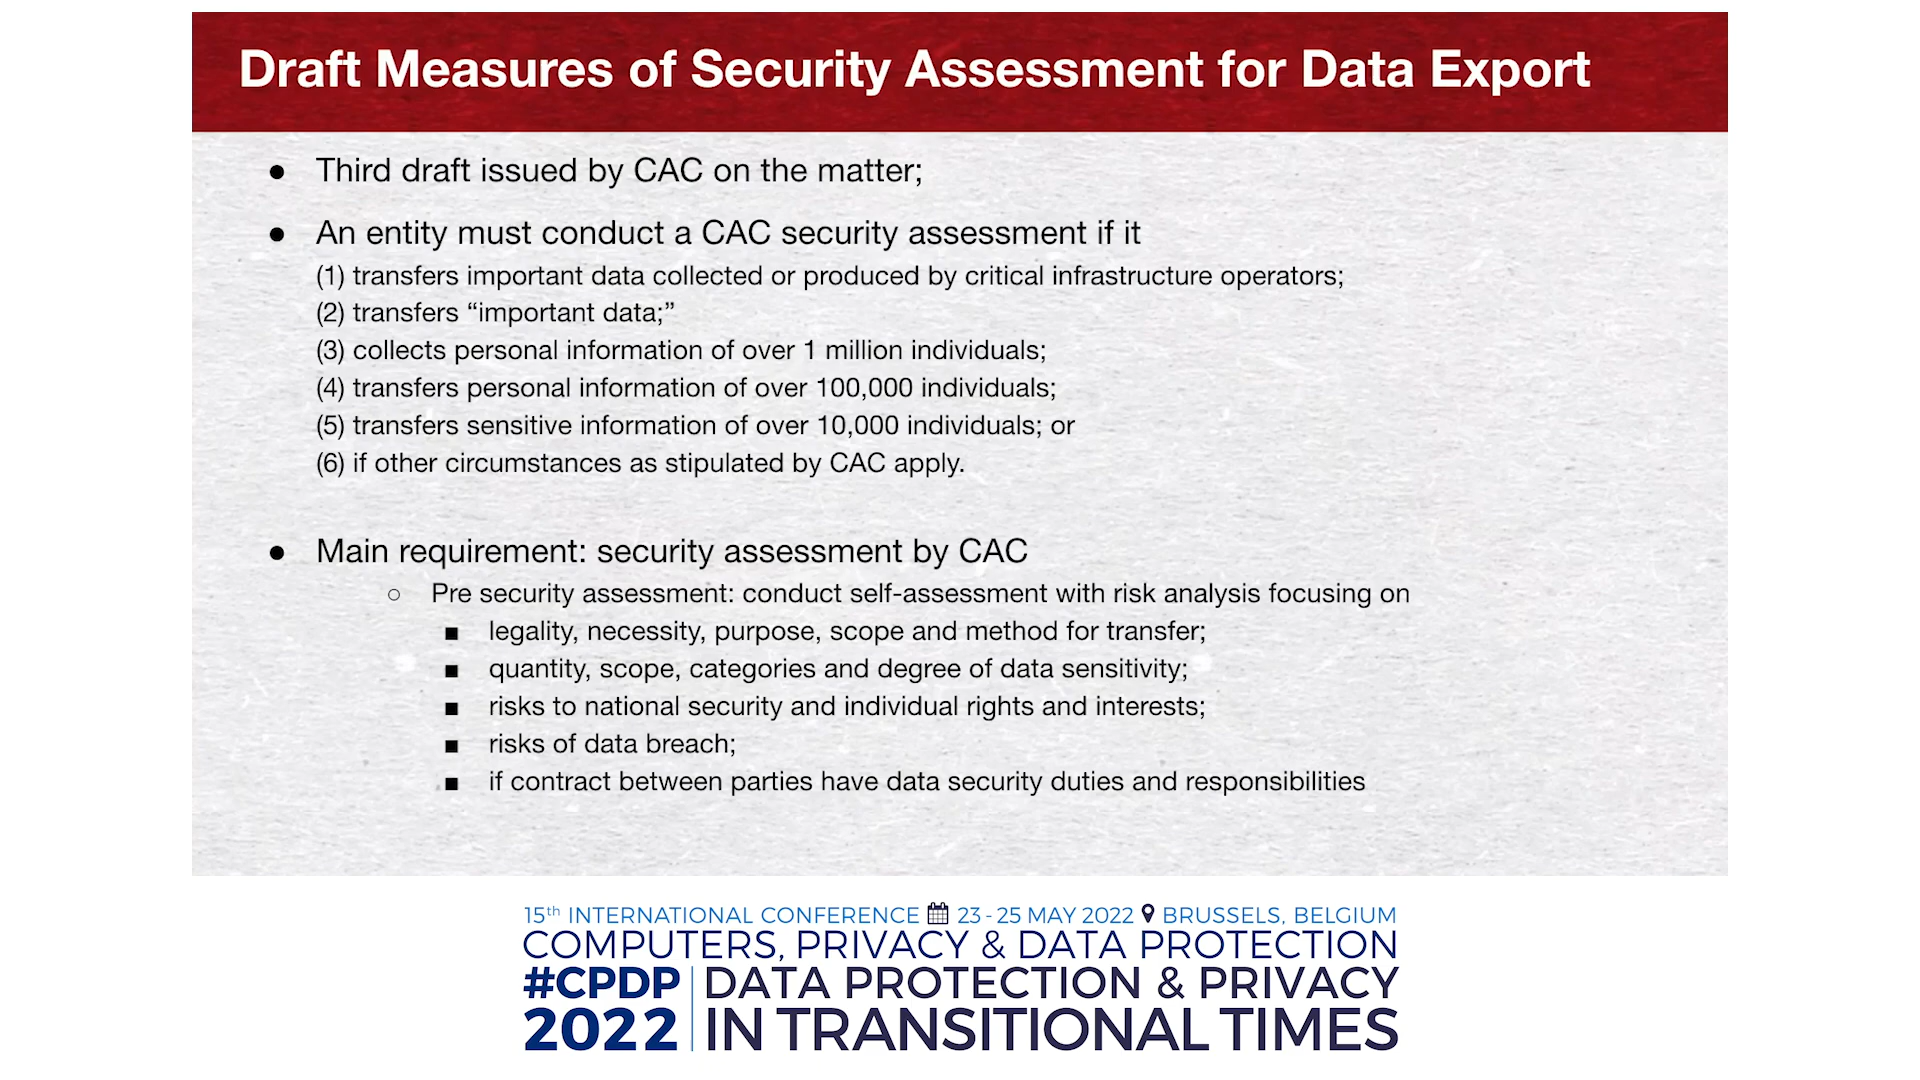 Draft Measures of Security Assessment for Data Export
● Third draft issued by CAC on the matter;
● An entity must conduct a CAC security assessment if it
(1) transfers important data collected or produced by critical infrastructure operators;
(2) transfers “important data;”
(3) collects personal information of over 1 million individuals;
(4) transfers personal information of over 100,000 individuals;
(5) transfers sensitive information of over 10,000 individuals; or
(6) if other circumstances as stipulated by CAC apply.
● Main requirement: security assessment by CAC
○ Pre security assessment: conduct self-assessment with risk analysis focusing on
■ legality, necessity, purpose, scope and method for transfer;
■ quantity, scope, categories and degree of data sensitivity;
■ risks to national security and individual rights and interests;
■ risks of data breach;
■ if contract between parties have data security duties and responsibilities
15th INTERNATIONAL CONFERENCE 23 - 25 MAY 2022 BRUSSELS, BELGIUM
COMPUTERS, PRIVACY & DATA PROTECTION
#CPDP DATA PROTECTION & PRIVACY
2022 IN TRANSITIONAL TIMES